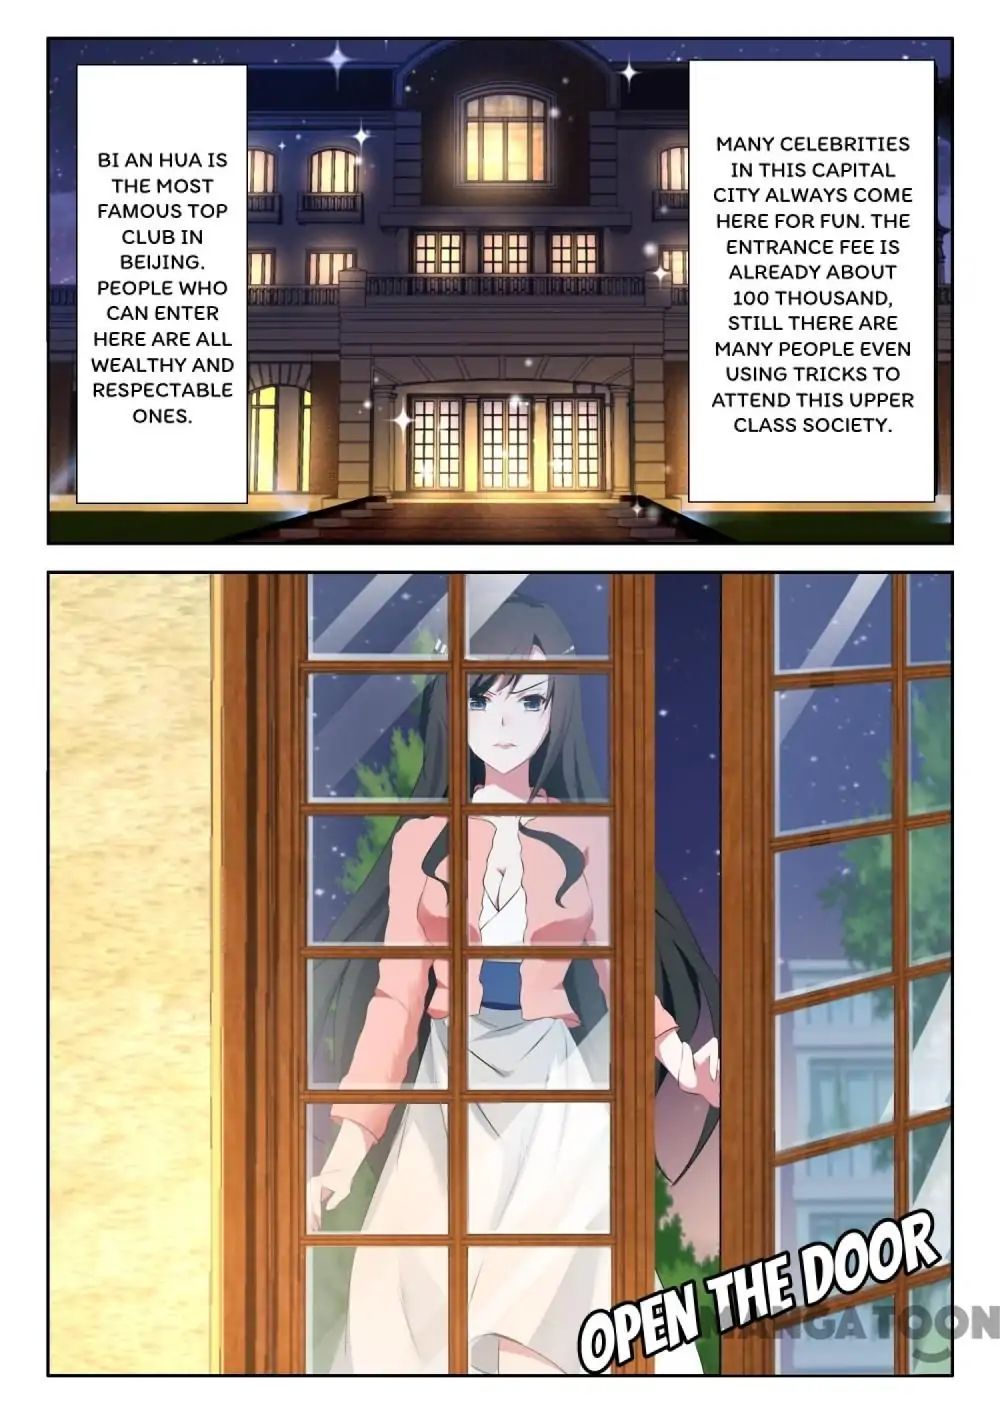 BI AN HUA IS
THE MOST
FAMOUS TOP
CLUB IN
BEIJING.
PEOPLE WHO
CAN ENTER
HERE ARE ALL
WEALTHY AND
RESPECTABLE
ONES.
MANY CELEBRITIES
IN THIS CAPITAL
CITY ALWAYS COME
HERE FOR FUN. THE
ENTRANCE FEE IS
ALREADY ABOUT
100 THOUSAND,
STILL THERE ARE
MANY PEOPLE EVEN
USING TRICKS TO
ATTEND THIS UPPER
CLASS SOCIETY.
OPEN THE DOOR
MANGATOON